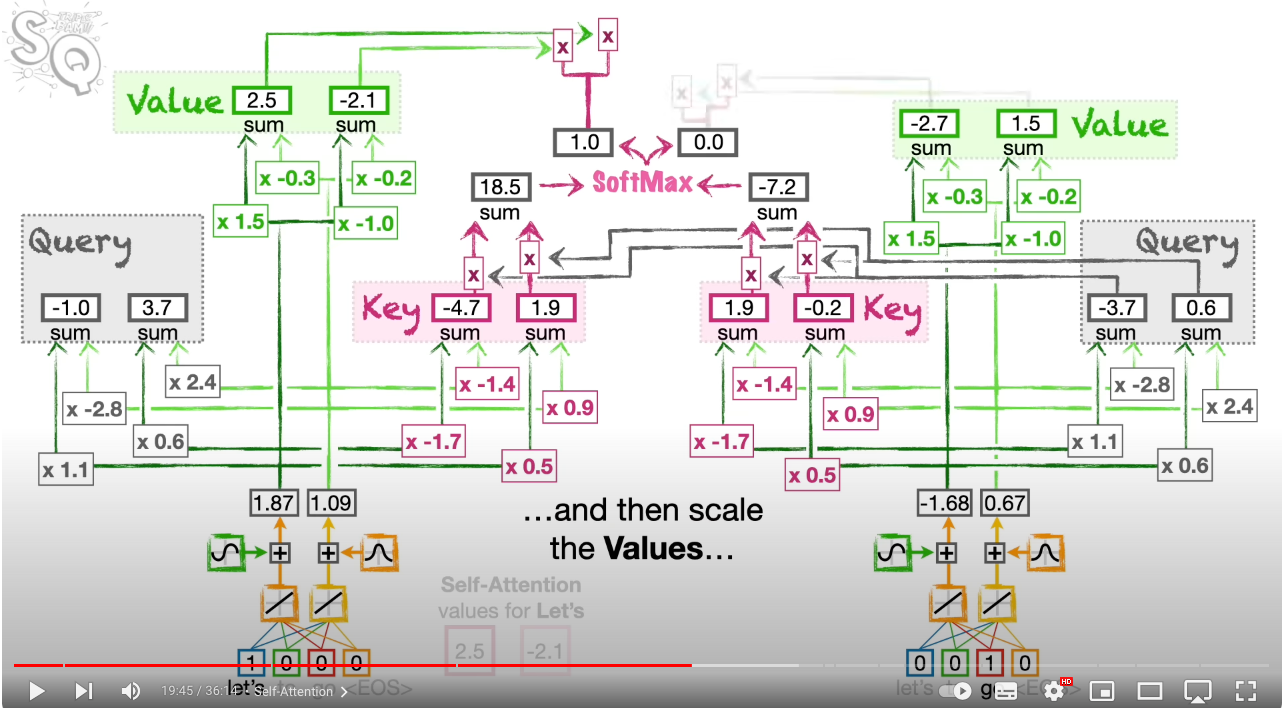 SQ
x
x
x
x
Value 2.5 -2.1
sum sum
-2.7 1.5 Value
sum sum
1.0 0.0
SoftMax
x -0.3 x -0.2
18.5 -7.2
sum sum
x -0.3 x -0.2
x 1.5 x -1.0
x 1.5 x -1.0
Query
Query
x x
x x
-1.0 3.7
sum sum
Key -4.7 1.9
sum sum
1.9 -0.2 Key
sum sum
-3.7 0.6
sum sum
x 2.4
x -1.4
x -1.4
x -2.8
x -2.8
x 0.9
x 0.9
x 2.4
x 0.6
x -1.7
x -1.7
x 1.1
x 1.1
x 0.5
x 0.5
x 0.6
1.87 1.09
…and then scale
the Values…
-1.68 0.67
+ +
+ +
Self-Attention
values for Let's
2.5 -2.1
1 0 0 0
0 0 1 0
let's <EOS>
let's go
19:45 / 36:14 • Self-Attention >
HD